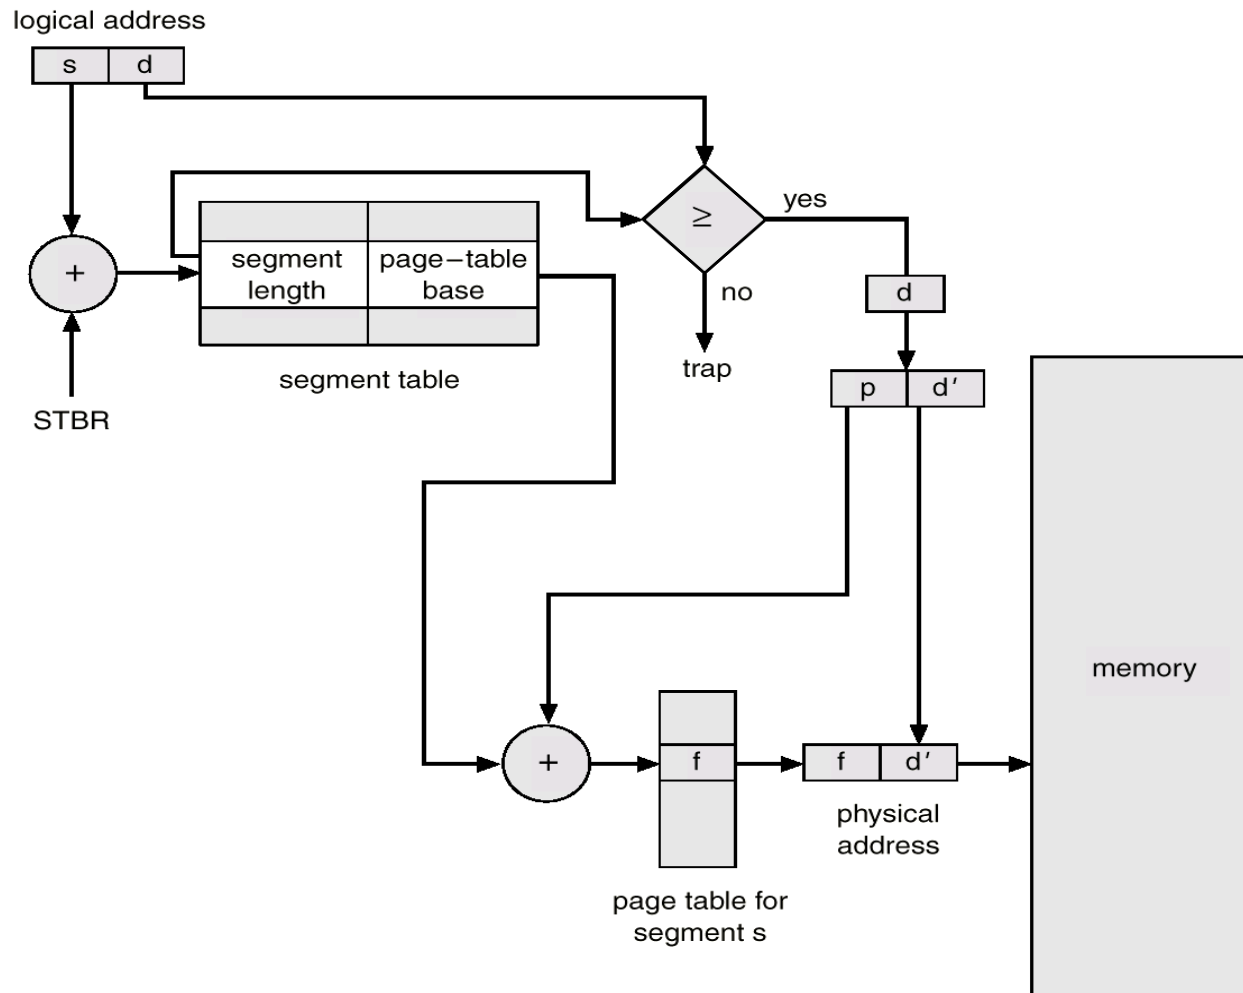 logical address
s d
≥
yes
+
segment length
page–table base
d
no
segment table
trap
p d′
STBR
memory
+
f
f d′
physical
address
page table for
segment s